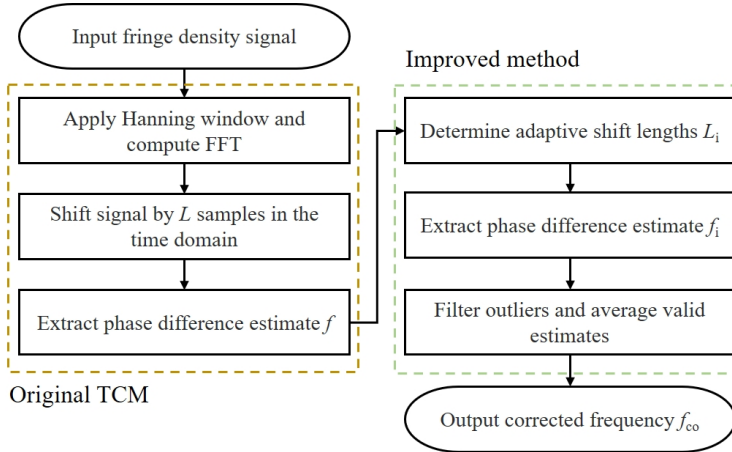 Input fringe density signal
Apply Hanning window and
compute FFT
Shift signal by L samples in the
time domain
Extract phase difference estimate f
Original TCM
Improved method
Determine adaptive shift lengths Li
Extract phase difference estimate fi
Filter outliers and average valid
estimates
Output corrected frequency fco